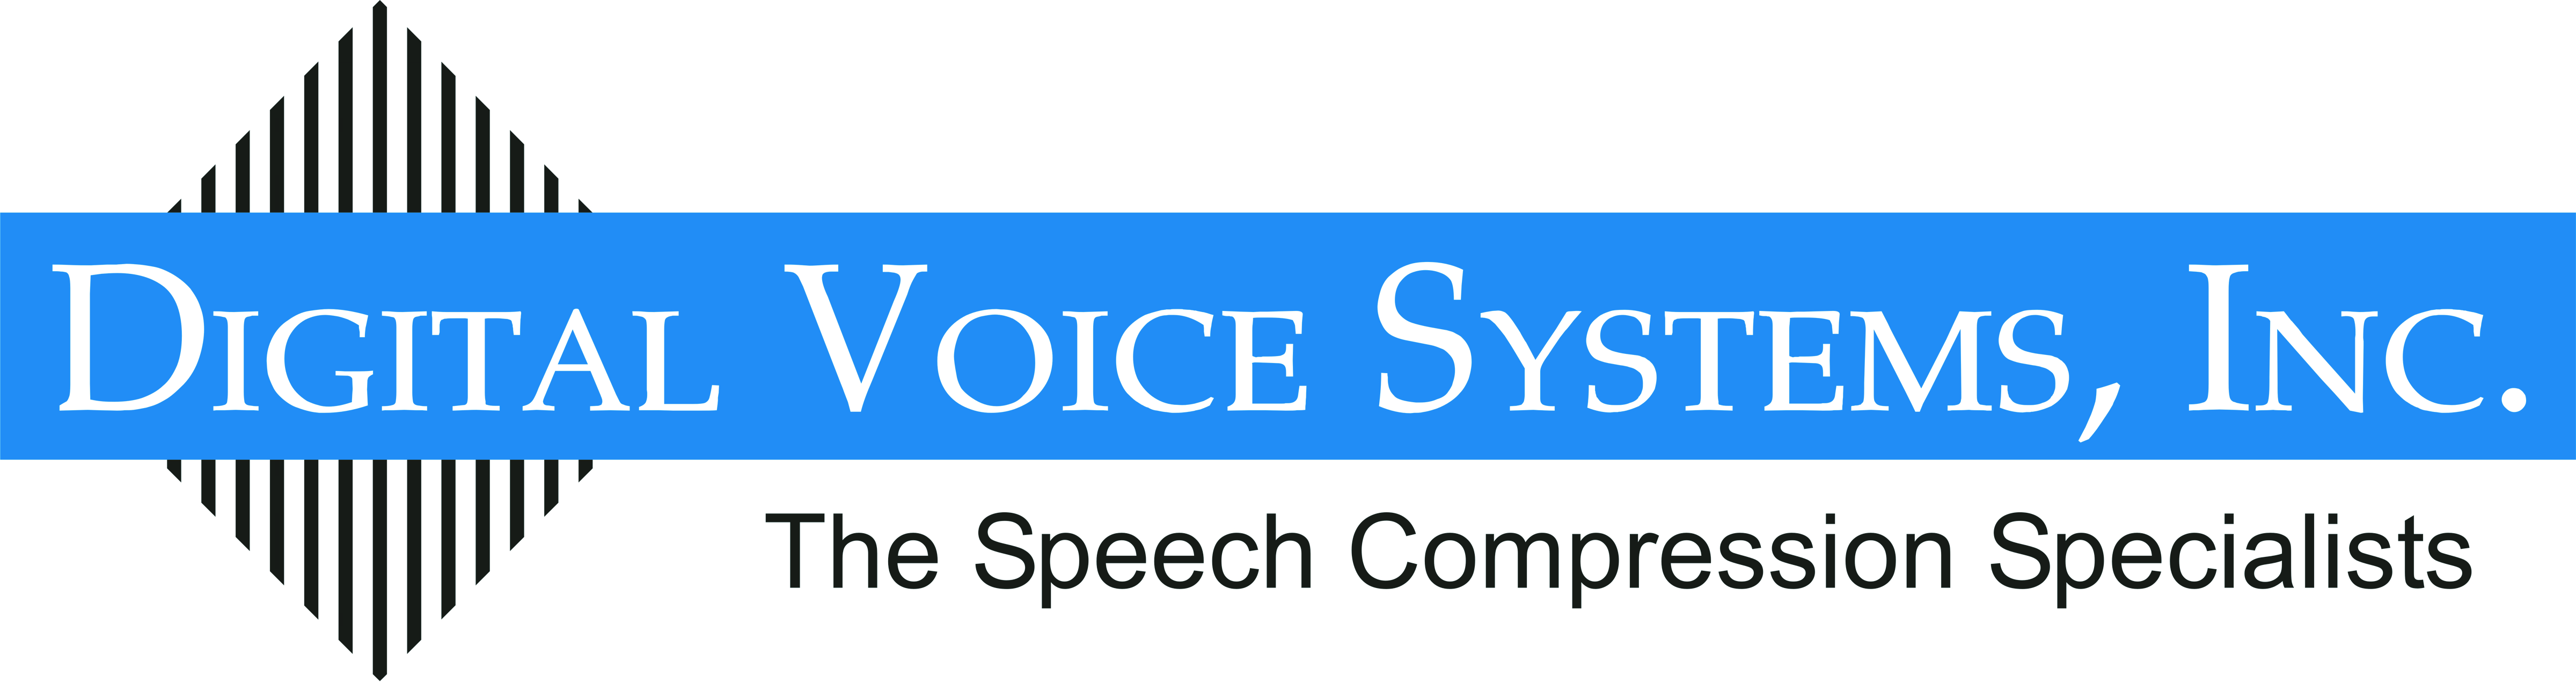 DIGITAL VOICE SYSTEMS, INC.
The Speech Compression Specialists